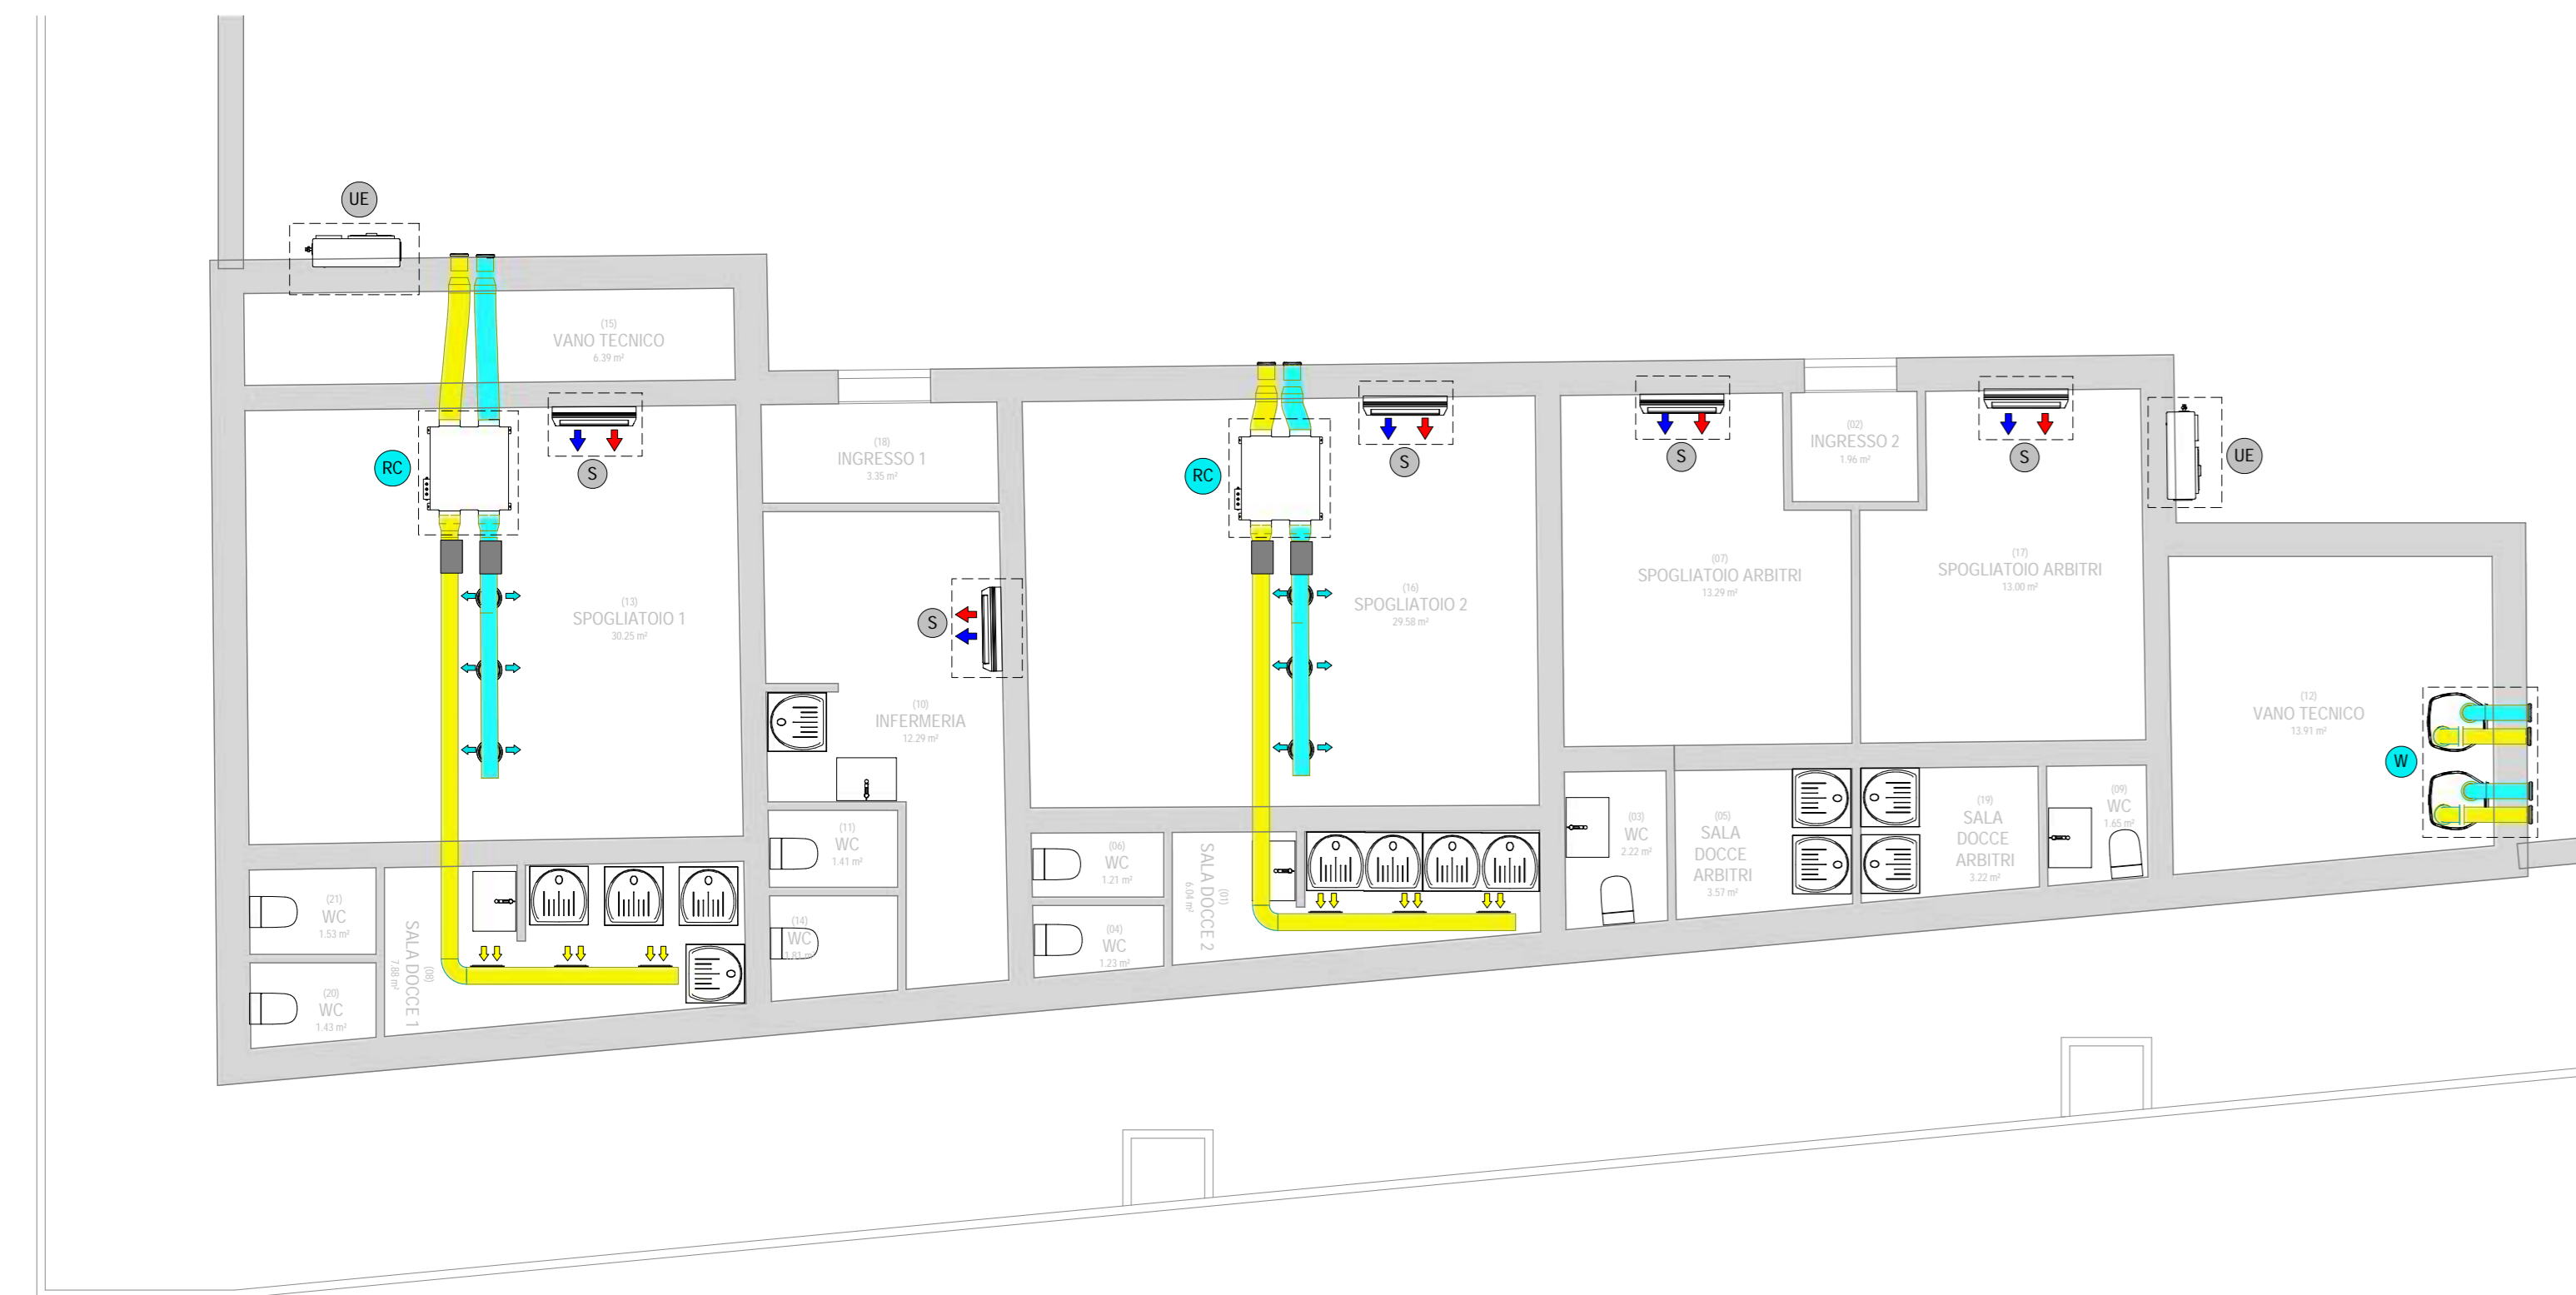 UE
(15)
VANO TECNICO
6.39 m²
RC
S
(13)
SPOGLIATOIO 1
30.25 m²
(18)
INGRESSO 1
3.35 m²
S
(10)
INFERMERIA
12.29 m²
(11)
WC
1.41 m²
(14)
WC
1.81 m²
(21)
WC
1.53 m²
(20)
WC
1.43 m²
(08)
SALA DOCCE 1
7.88 m²
RC
S
(16)
SPOGLIATOIO 2
29.58 m²
(06)
WC
1.21 m²
(04)
WC
1.23 m²
(01)
SALA DOCCE 2
6.04 m²
S
(07)
SPOGLIATOIO ARBITRI
13.29 m²
(02)
INGRESSO 2
1.96 m²
S
(17)
SPOGLIATOIO ARBITRI
13.00 m²
UE
(03)
WC
2.22 m²
(05)
SALA
DOCCE
ARBITRI
3.57 m²
(19)
SALA
DOCCE
ARBITRI
3.22 m²
(09)
WC
1.65 m²
(12)
VANO TECNICO
13.91 m²
W